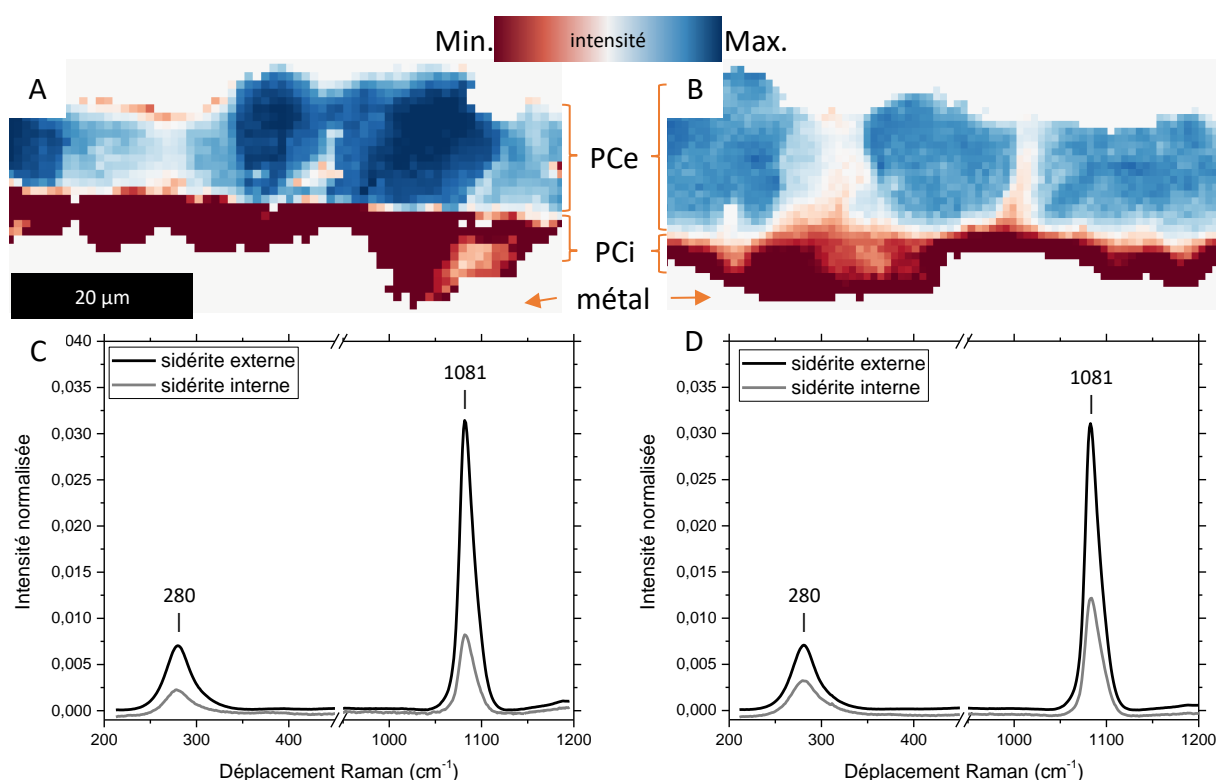 Min. intensité Max.
A
B
PCe
PCi
métal
20 µm
C
040
0,035
0,030
0,025
0,020
0,015
0,010
0,005
0,000
Intensité normalisée
sidérite externe
sidérite interne
280
1081
200 300 400 1000 1100 1200
Déplacement Raman (cm⁻¹)
D
0,040
0,035
0,030
0,025
0,020
0,015
0,010
0,005
0,000
Intensité normalisée
sidérite externe
sidérite interne
280
1081
200 300 400 1000 1100 1200
Déplacement Raman (cm⁻¹)